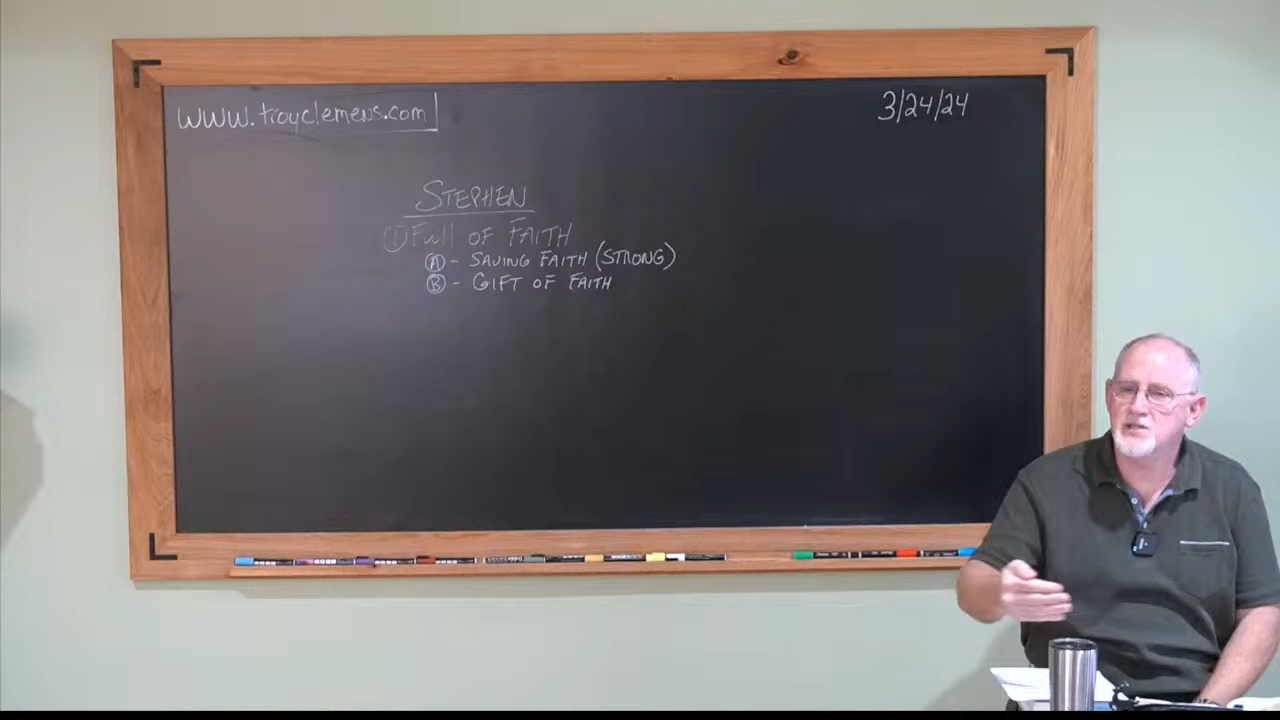 www.troyclemens.com
3/24/24
STEPHEN
① Full OF FAITH
Ⓐ - SAVING FAITH (STRONG)
Ⓑ - GIFT OF FAITH